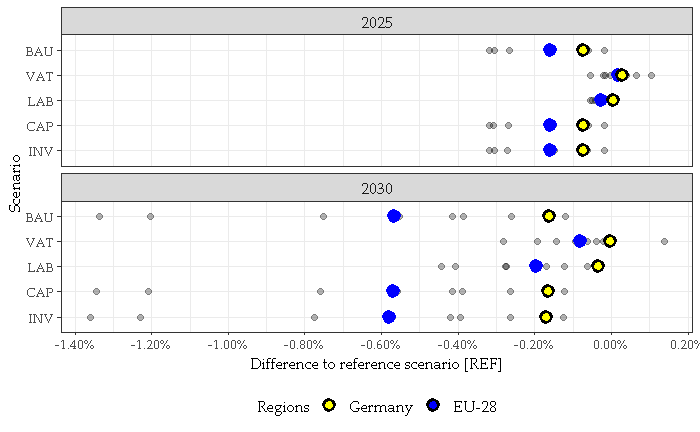 2025
BAU
VAT
LAB
CAP
INV
Scenario
2030
BAU
VAT
LAB
CAP
INV
-1.40% -1.20% -1.00% -0.80% -0.60% -0.40% -0.20% 0.00% 0.20%
Difference to reference scenario [REF]
Regions Germany EU-28